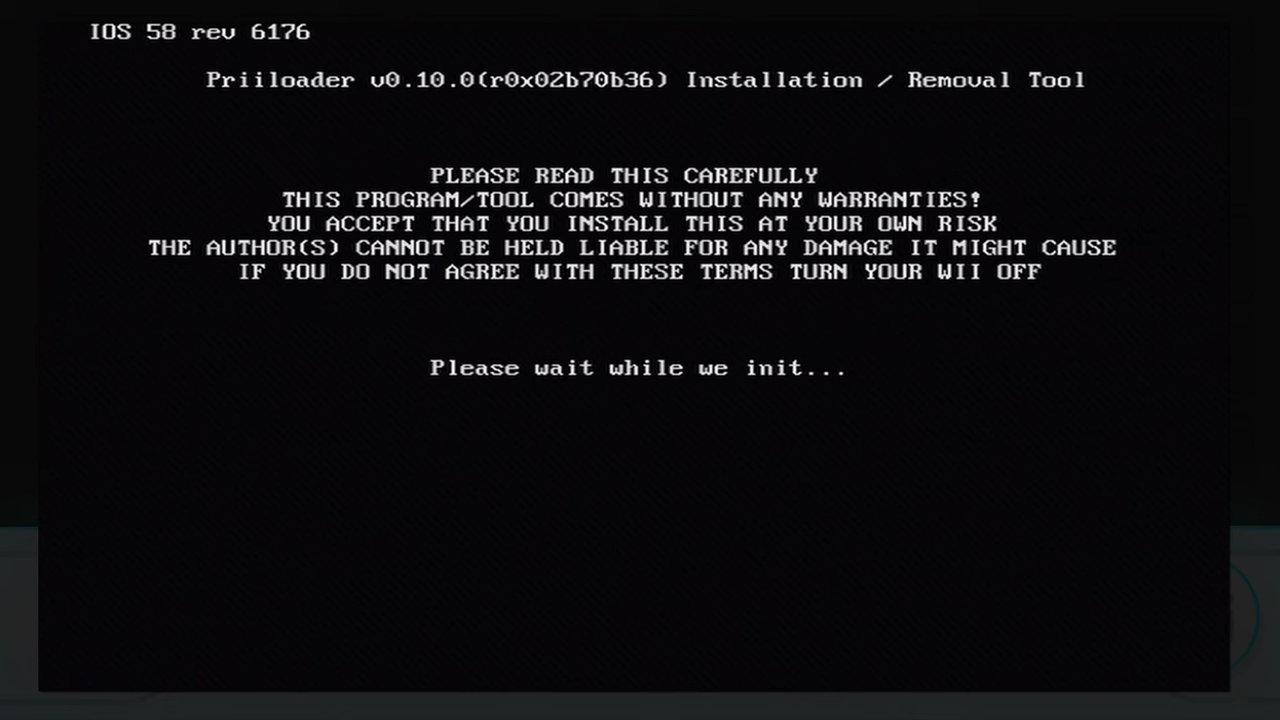 IOS 58 rev 6176
Priiloader v0.10.0(r0x02b70b36) Installation / Removal Tool
PLEASE READ THIS CAREFULLY
THIS PROGRAM/TOOL COMES WITHOUT ANY WARRANTIES!
YOU ACCEPT THAT YOU INSTALL THIS AT YOUR OWN RISK
THE AUTHOR(S) CANNOT BE HELD LIABLE FOR ANY DAMAGE IT MIGHT CAUSE
IF YOU DO NOT AGREE WITH THESE TERMS TURN YOUR WII OFF
Please wait while we init...